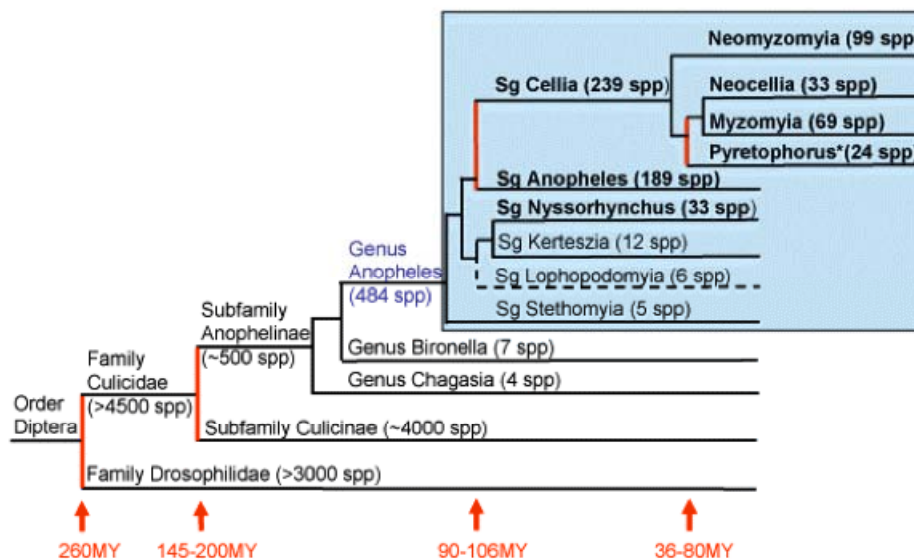 Neomyzomyia (99 spp)
Neocellia (33 spp)
Sg Cellia (239 spp)
Myzomyia (69 spp)
Pyretophorus*(24 spp)
Sg Anopheles (189 spp)
Sg Nyssorhynchus (33 spp)
Sg Kerteszia (12 spp)
Genus
Anopheles
(484 spp)
Sg Lophopodomyia (6 spp)
Sg Stethomyia (5 spp)
Subfamily
Anophelinae
(~500 spp)
Genus Bironella (7 spp)
Genus Chagasia (4 spp)
Family
Culicidae
(>4500 spp)
Order
Diptera
Subfamily Culicinae (~4000 spp)
Family Drosophilidae (>3000 spp)
260MY
145-200MY
90-106MY
36-80MY